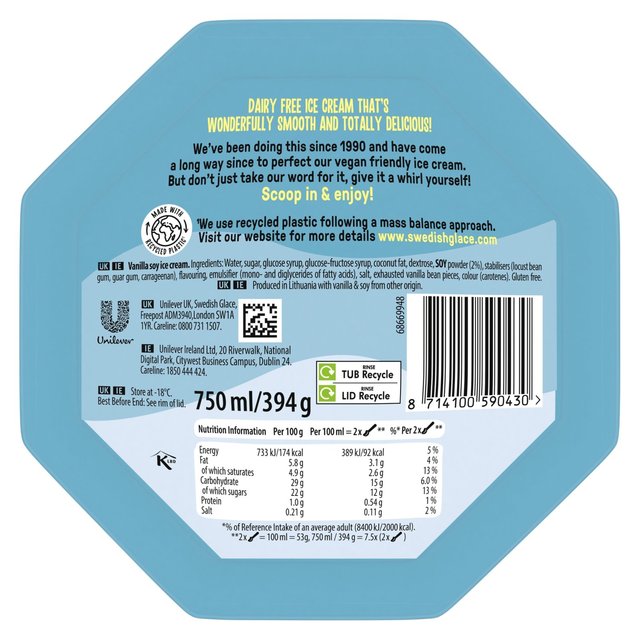 DAIRY FREE ICE CREAM THAT'S
WONDERFULLY SMOOTH AND TOTALLY DELICIOUS!
We've been doing this since 1990 and have come
a long way since to perfect our vegan friendly ice cream.
But don't just take our word for it, give it a whirl yourself!
Scoop in & enjoy!
MADE WITH
RECYCLED PLASTIC¹
¹We use recycled plastic following a mass balance approach.
Visit our website for more details www.swedishglace.com
UK IE Vanilla soy ice cream. Ingredients: Water, sugar, glucose syrup, glucose-fructose syrup, coconut fat, dextrose, SOY powder (2%), stabilisers (locust bean
gum, guar gum, carrageenan), flavouring, emulsifier (mono- and diglycerides of fatty acids), salt, exhausted vanilla bean pieces, colour (carotenes). Gluten free.
UK IE Produced in Lithuania with vanilla & soy from other origin.
Unilever
UK Unilever UK, Swedish Glace,
Freepost ADM3940,London SW1A
1YR. Careline: 0800 731 1507.
IE Unilever Ireland Ltd, 20 Riverwalk, National
Digital Park, Citywest Business Campus, Dublin 24.
Careline: 1850 444 424.
68669948
RINSE
TUB Recycle
RINSE
LID Recycle
8 714100 590430 >
UK IE Store at -18°C.
Best Before End: See rim of lid.
750 ml/394 g
K LBD
Nutrition Information Per 100 g Per 100 ml = 2x ** %* Per 2x **
Energy 733 kJ/174 kcal 389 kJ/92 kcal 5 %
Fat 5.8 g 3.1 g 4 %
of which saturates 4.9 g 2.6 g 13 %
Carbohydrate 29 g 15 g 6.0 %
of which sugars 22 g 12 g 13 %
Protein 1.0 g 0.54 g 1 %
Salt 0.21 g 0.11 g 2%
*% of Reference Intake of an average adult (8400 kJ/2000 kcal).
**2x = 100 ml = 53g, 750 ml / 394 g = 7.5x (2x )